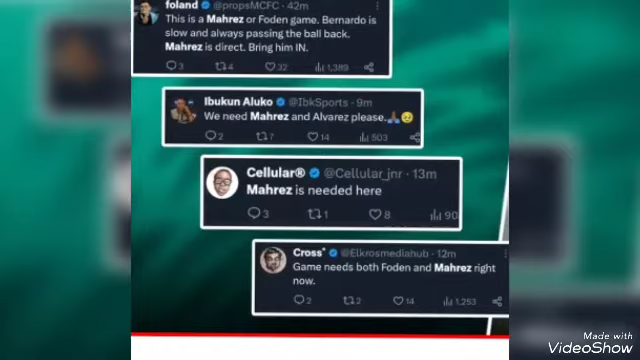 foland @propsMCFC · 42m
This is a Mahrez or Foden game. Bernardo is
slow and always passing the ball back.
Mahrez is direct. Bring him IN.
3 4 32 1,389
Ibukun Aluko @IbkSports · 9m
We need Mahrez and Alvarez please.🙏🏾🥹
2 7 14 503
Cellular® @Cellular_jnr · 13m
Mahrez is needed here
3 1 8 90
Cross* @Elkrosmediahub · 12m
Game needs both Foden and Mahrez right
now.
2 2 14 1,253
Made with
VideoShow